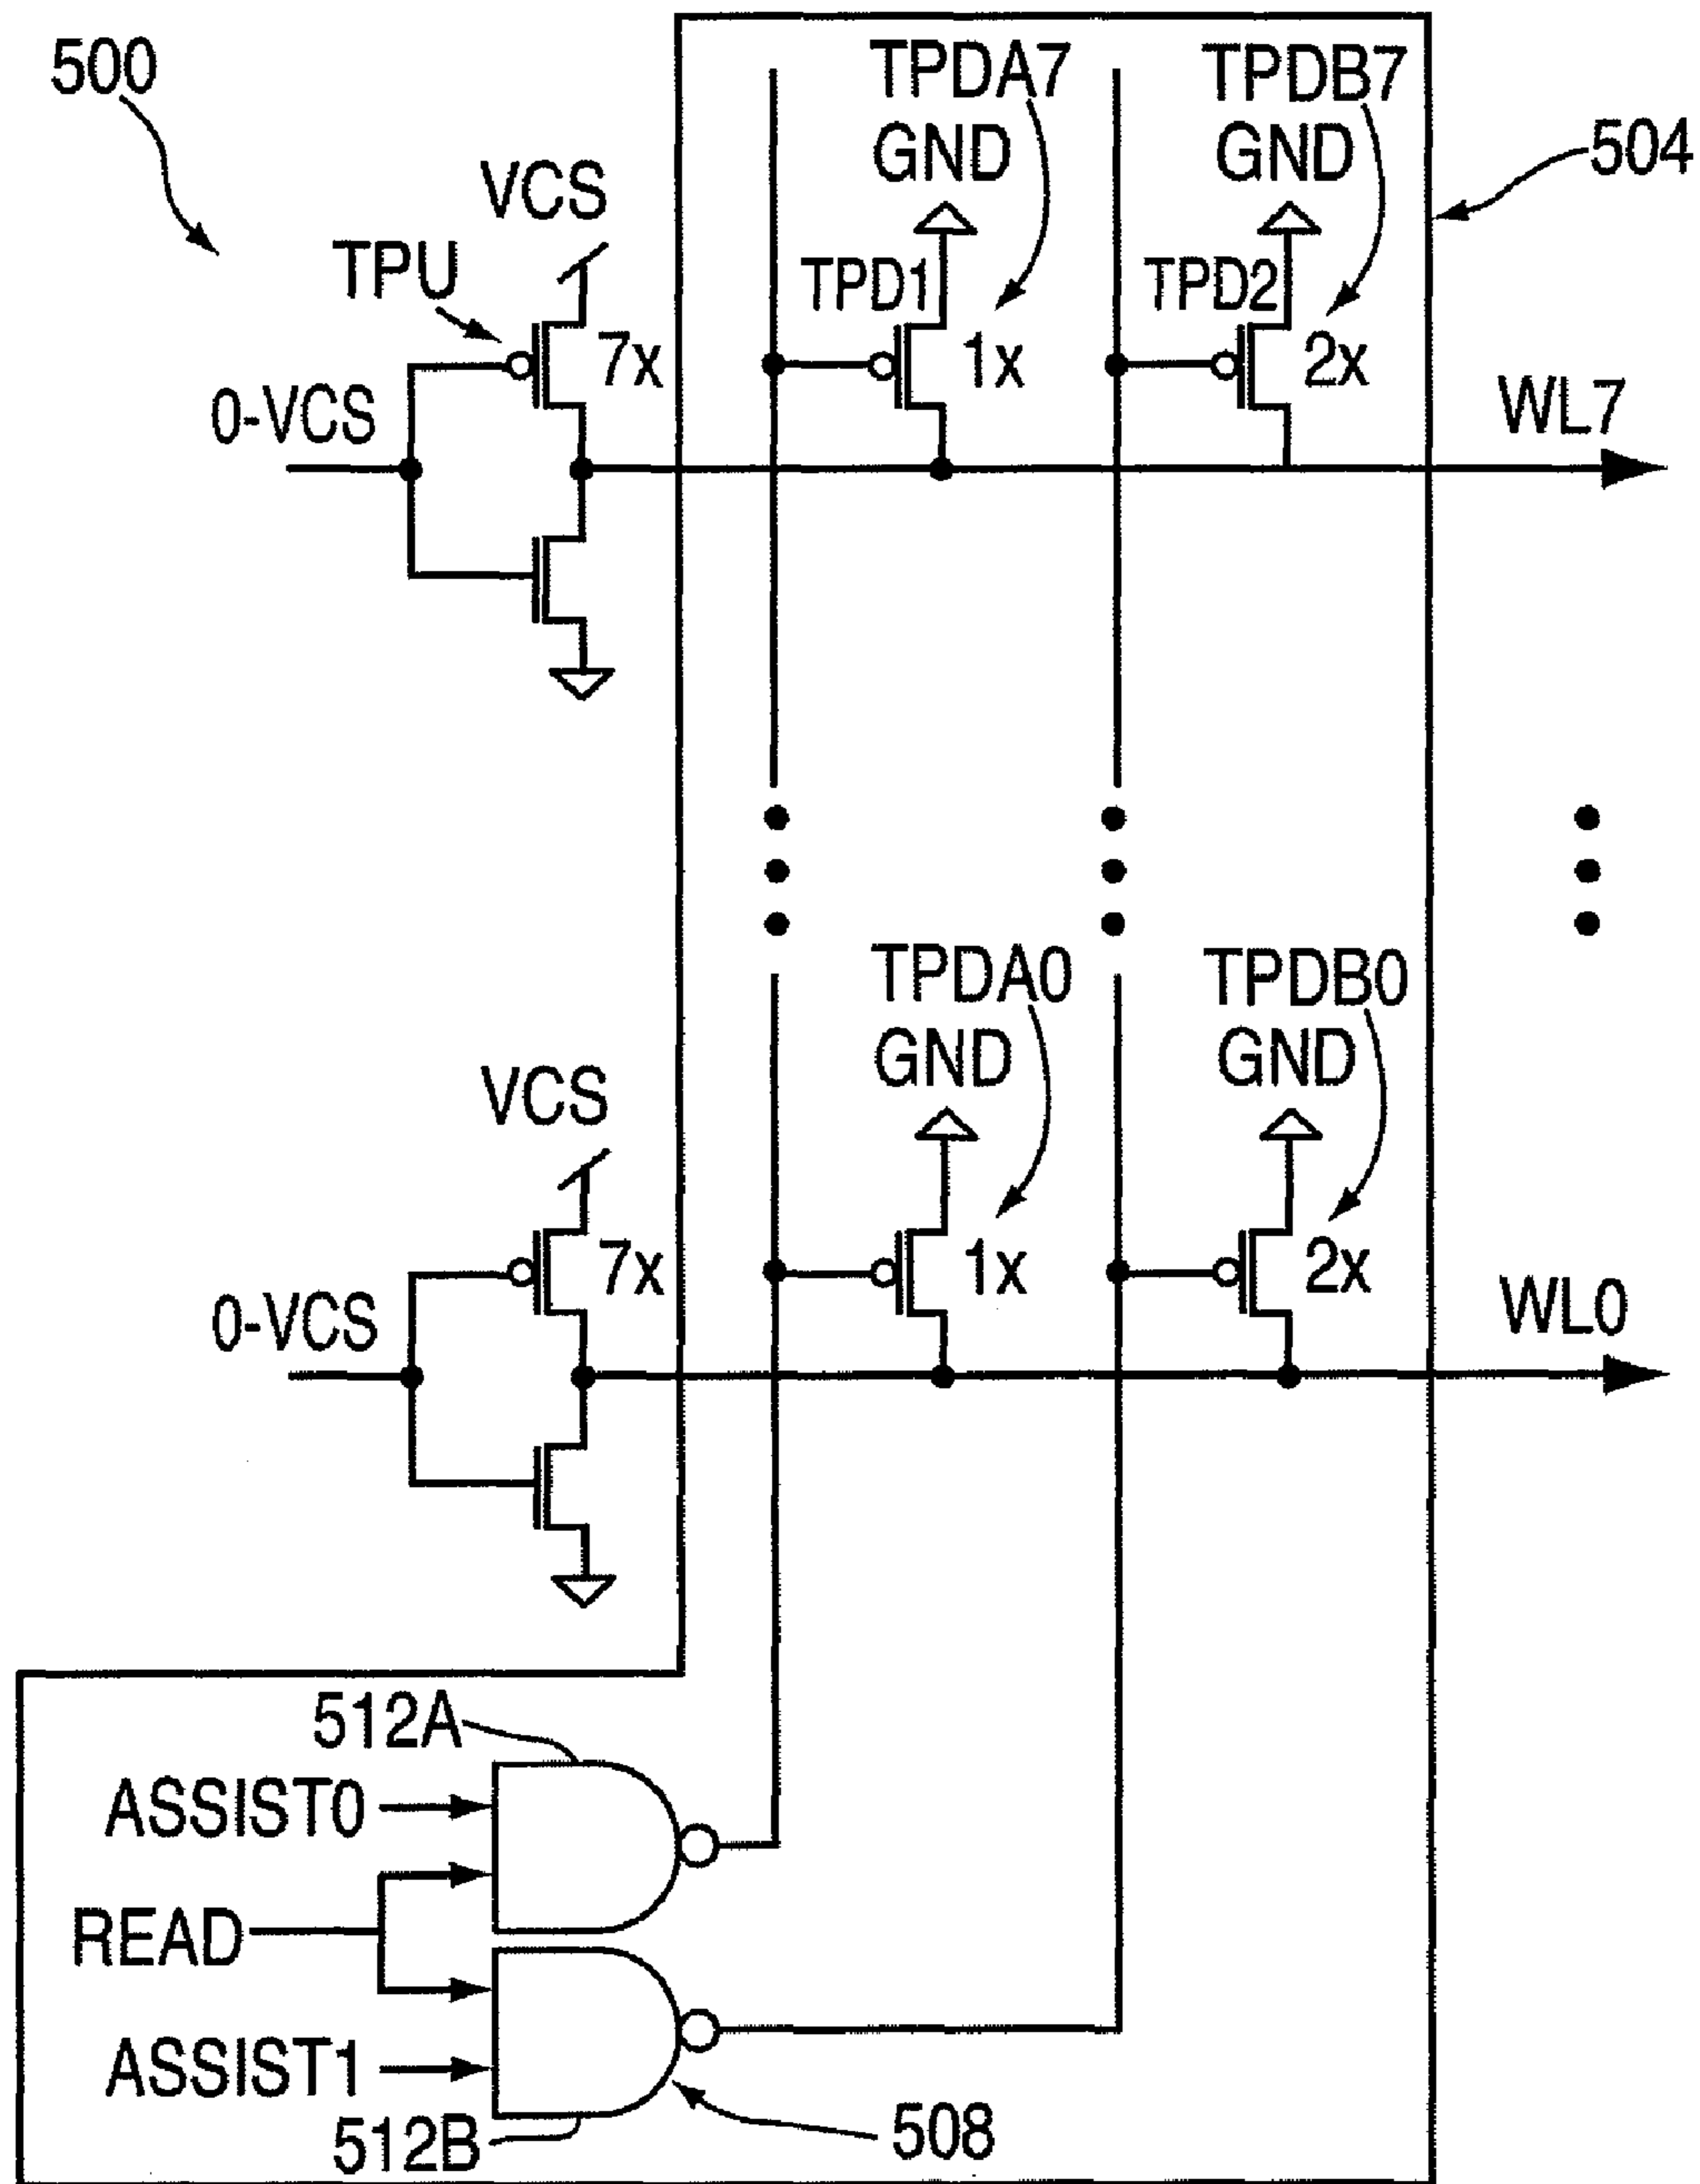 500
TPDA7
GND
TPDB7
GND
504
VCS
TPU
TPD1
TPD2
7x
1x
2x
0-VCS
WL7
TPDA0
GND
TPDB0
GND
VCS
7x
1x
2x
0-VCS
WL0
512A
ASSIST0
READ
ASSIST1
512B
508